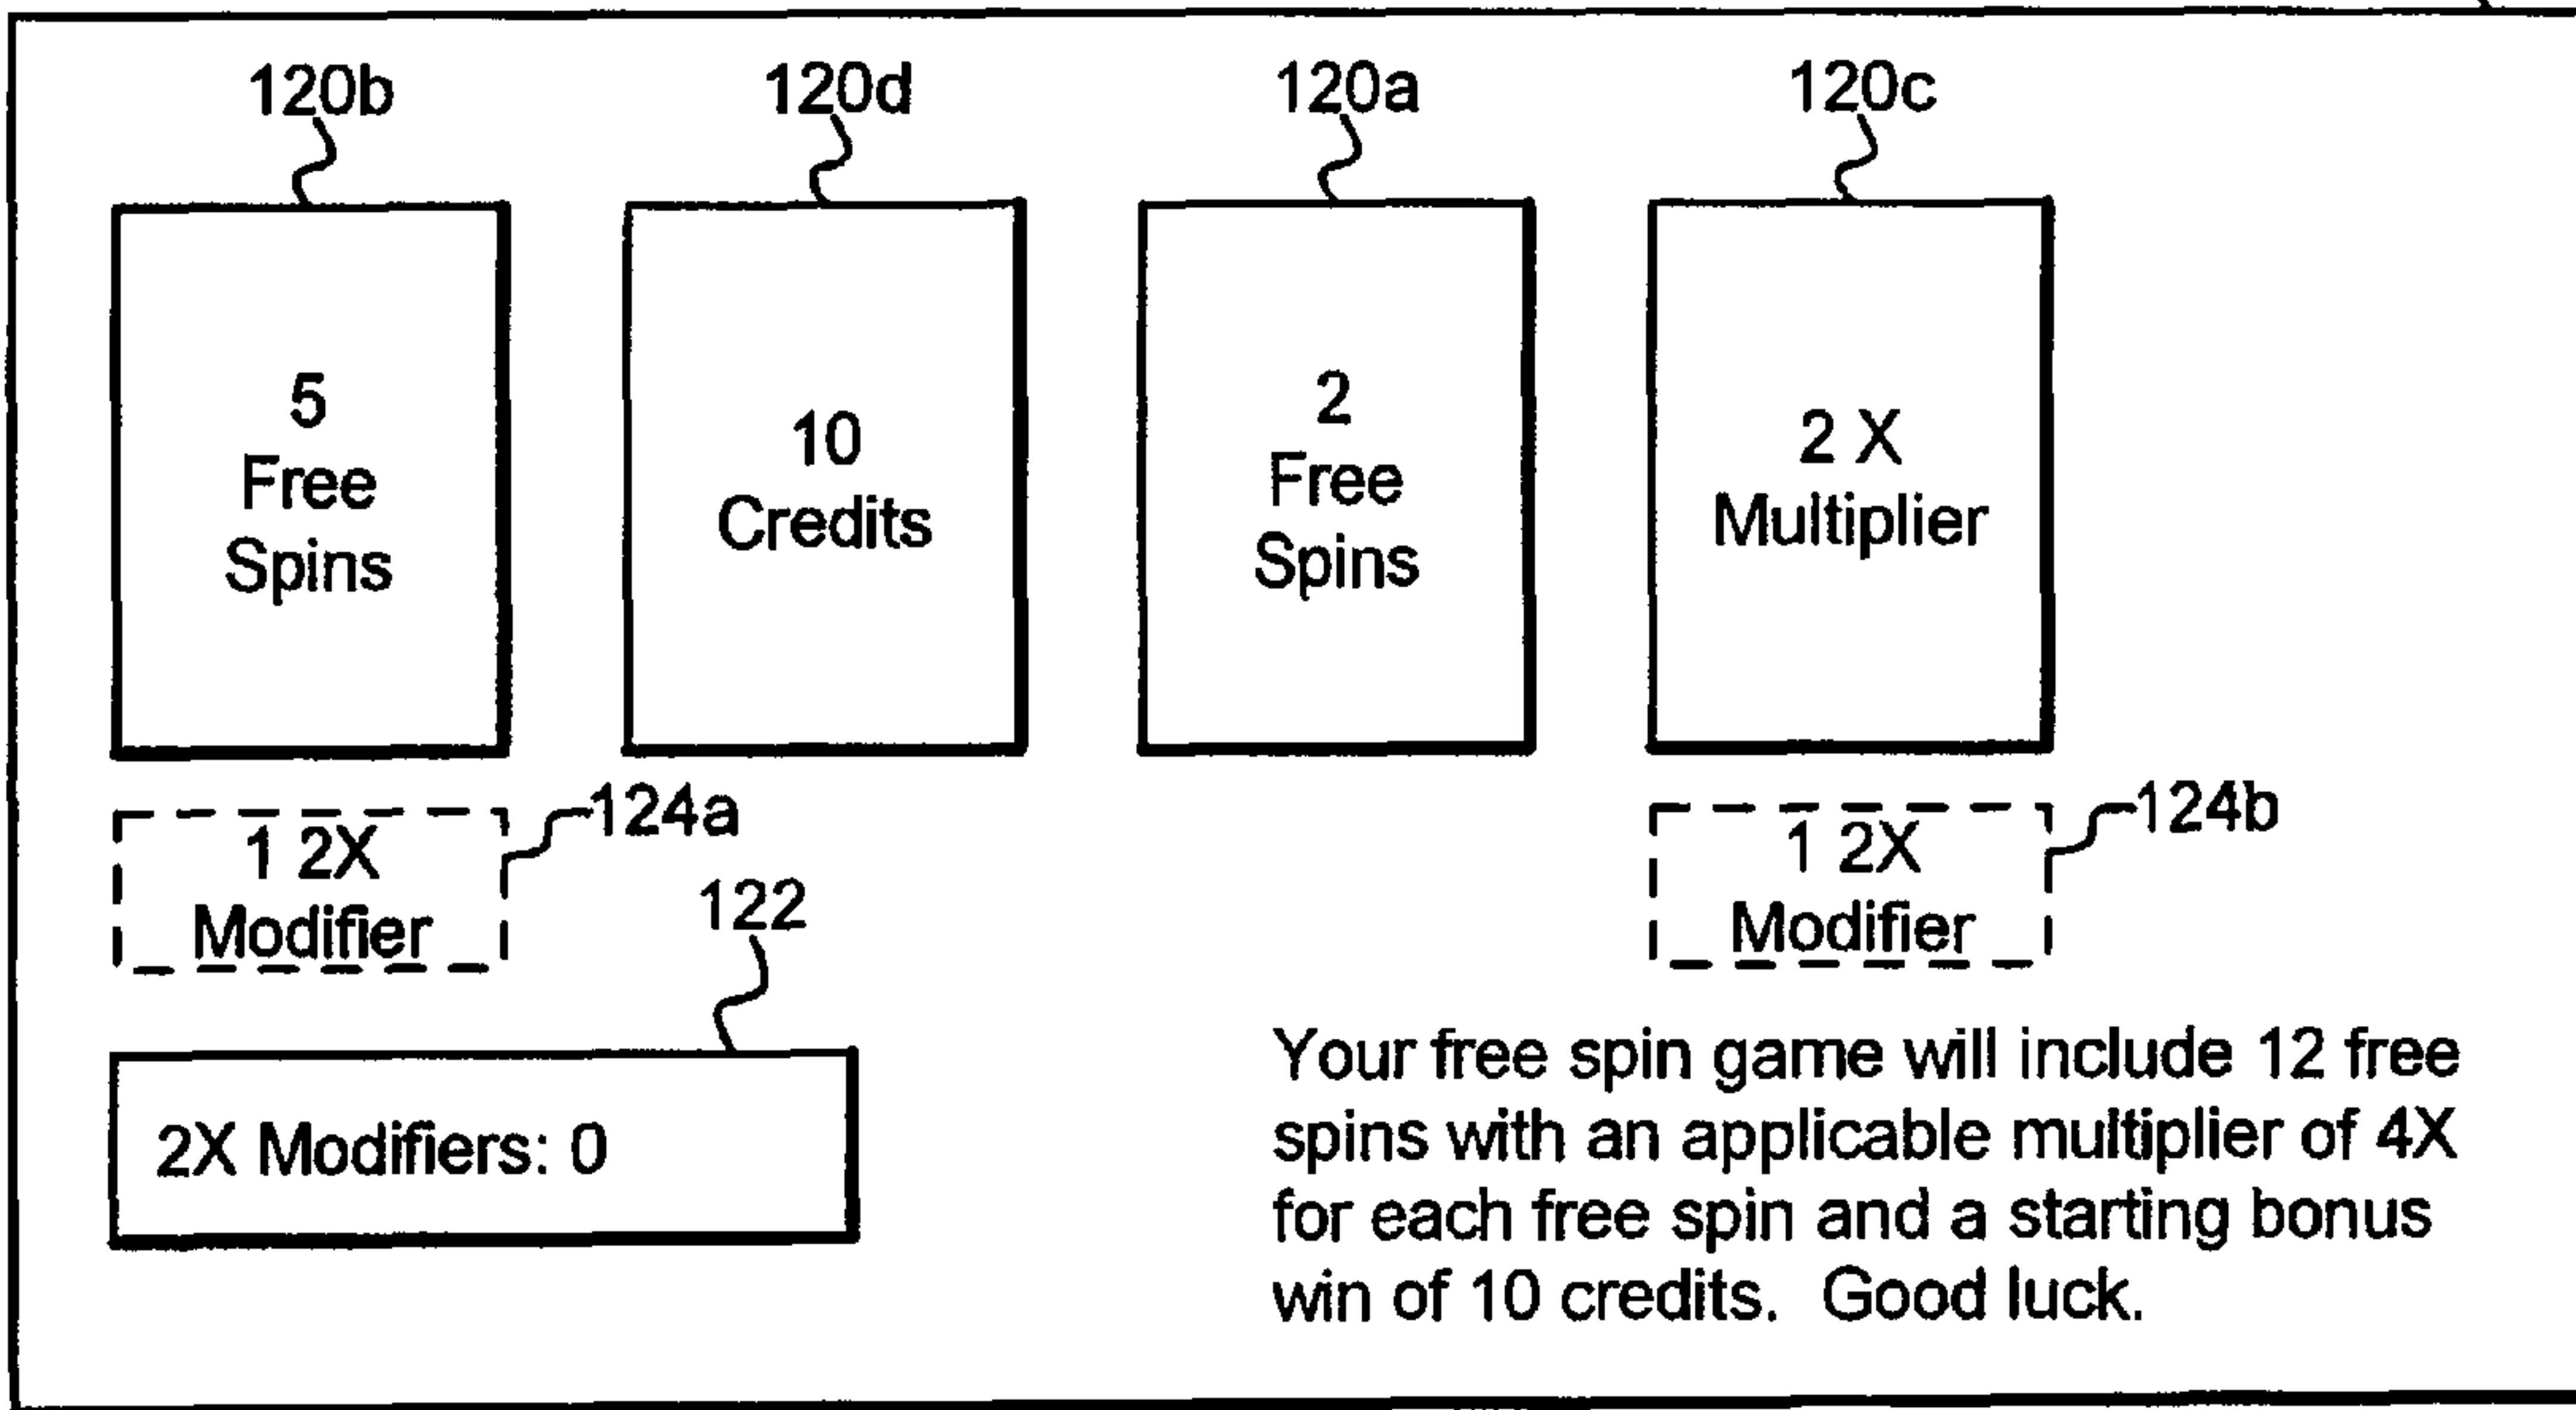 120b
120d
120a
120c
5
Free
Spins
10
Credits
2
Free
Spins
2 X
Multiplier
1 2X
Modifier
124a
1 2X
Modifier
124b
122
2X Modifiers: 0
Your free spin game will include 12 free
spins with an applicable multiplier of 4X
for each free spin and a starting bonus
win of 10 credits. Good luck.